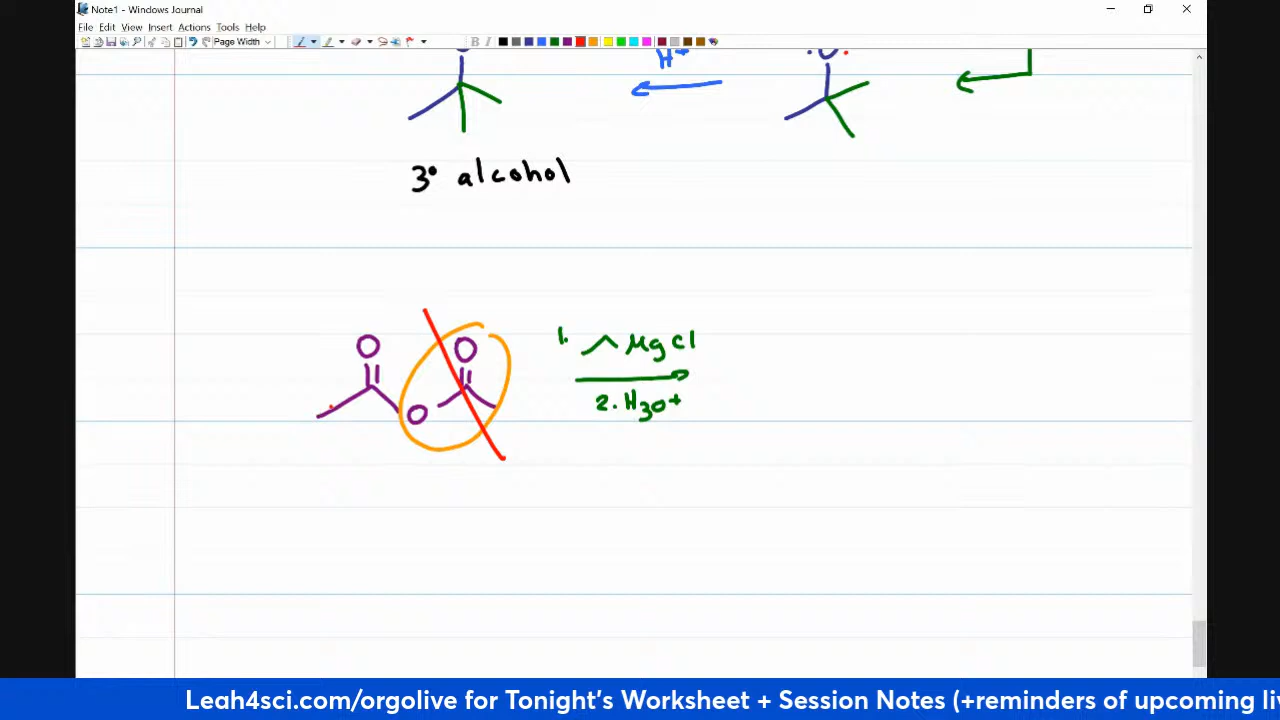 Note1 - Windows Journal
File Edit View Insert Actions Tools Help
Page Width
B I
O
O
H+
3° alcohol
O O
O
1. MgCl
2. H3O+
Leah4sci.com/orgolive for Tonight's Worksheet + Session Notes (+reminders of upcoming li